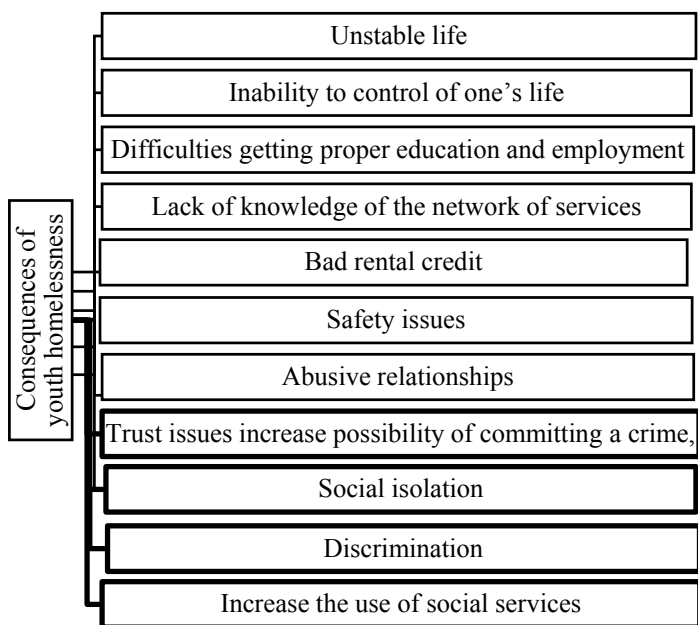 Consequences of
youth homelessness
Unstable life
Inability to control of one’s life
Difficulties getting proper education and employment
Lack of knowledge of the network of services
Bad rental credit
Safety issues
Abusive relationships
Trust issues increase possibility of committing a crime,
Social isolation
Discrimination
Increase the use of social services